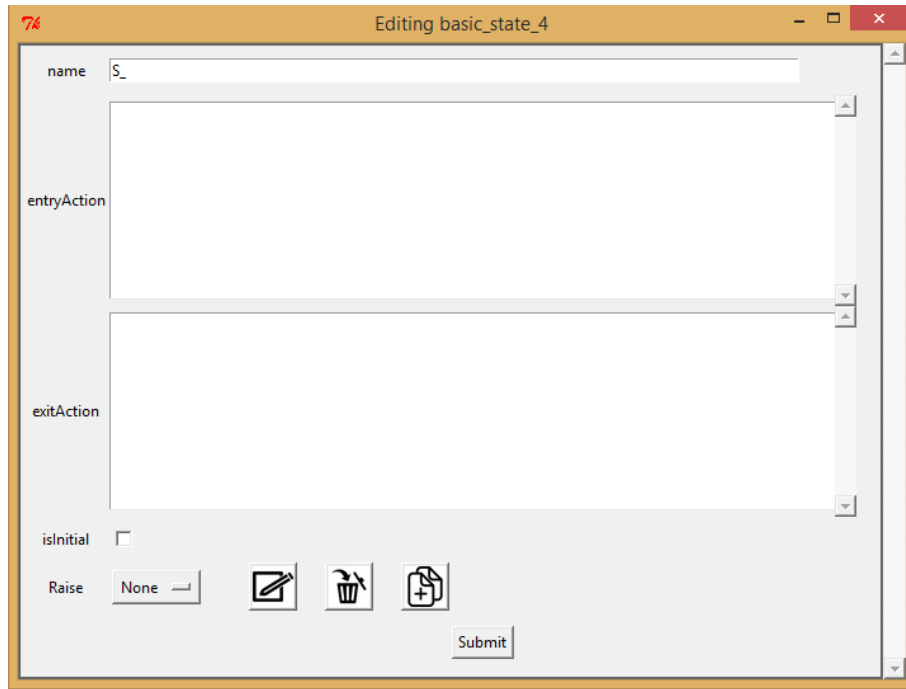 Editing basic_state_4
name S_
entryAction
exitAction
isInitial
Raise None
Submit